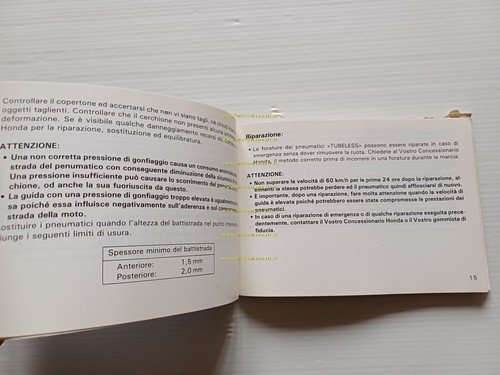 Controllare il copertone ed accertarsi che non vi siano tagli, né chiodi
oggetti taglienti. Controllare che il cerchione non presenti alcuna
deformazione. Se è visibile qualche danneggiamento recarsi da
Honda per la riparazione, sostituzione ed equilibratura.
ATTENZIONE:
• Una non corretta pressione di gonfiaggio causa un consumo
strada del penumatico con conseguente diminuzione della
Una pressione insufficiente può causare lo scorrimento del
chione, od anche la sua fuoriuscita da questo.
• La guida con una pressione di gonfiaggio troppo elevata è
sa poiché essa influisce negativamente sull'aderenza e sul
strada della moto.
ostituire i pneumatici quando l'altezza del battistrada nel punto
iunge i seguenti limiti di usura.
Spessore minimo del battistrada
Anteriore: 1,5 mm
Posteriore: 2,0 mm
Riparazione:
• Le forature dei pneumatici «TUBELESS» possono essere riparate in caso di
emergenza senza dover rimuovere la ruota. Chiedete al Vostro Concessionario
Honda, il metodo corretto prima di incorrere in una foratura durante la marcia.
ATTENZIONE:
• Non superare la velocità di 60 km/h per le prime 24 ore dopo la riparazione, al-
menti la stessa potrebbe perdere ed il pneumatico quindi afflosciarsi di nuovo.
• È importante, dopo una riparazione, fare molta attenzione quando la velocità di
guida è elevata poiché potrebbero essere state compromesse le prestazioni dei
pneumatici.
• In caso di una riparazione di emergenza o di qualche riparazione eseguita prece-
dentemente, contattare il Vostro Concessionario Honda o il Vostro gommista di
fiducia.
15